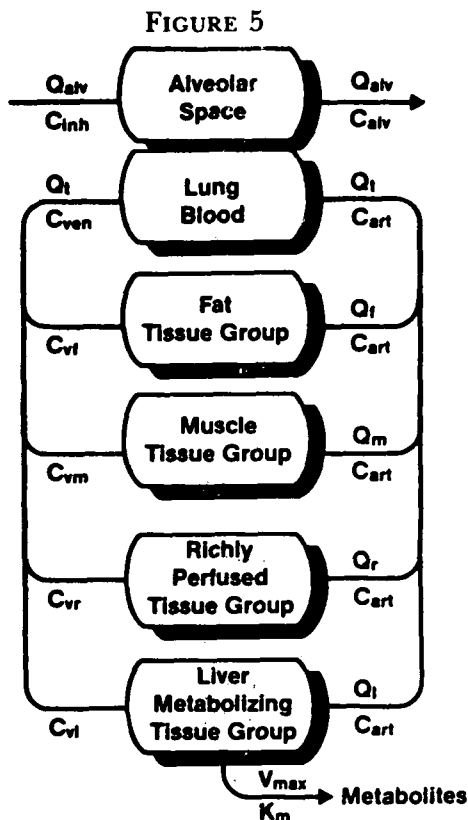 FIGURE 5
Qalv
Cinh
Alveolar
Space
Qalv
Calv
Qt
Cven
Lung
Blood
Qt
Cart
Fat
Tissue Group
Cvf
Qf
Cart
Muscle
Tissue Group
Cvm
Qm
Cart
Richly
Perfused
Tissue Group
Cvr
Qr
Cart
Liver
Metabolizing
Tissue Group
Cvl
Ql
Cart
Vmax
Km
Metabolites